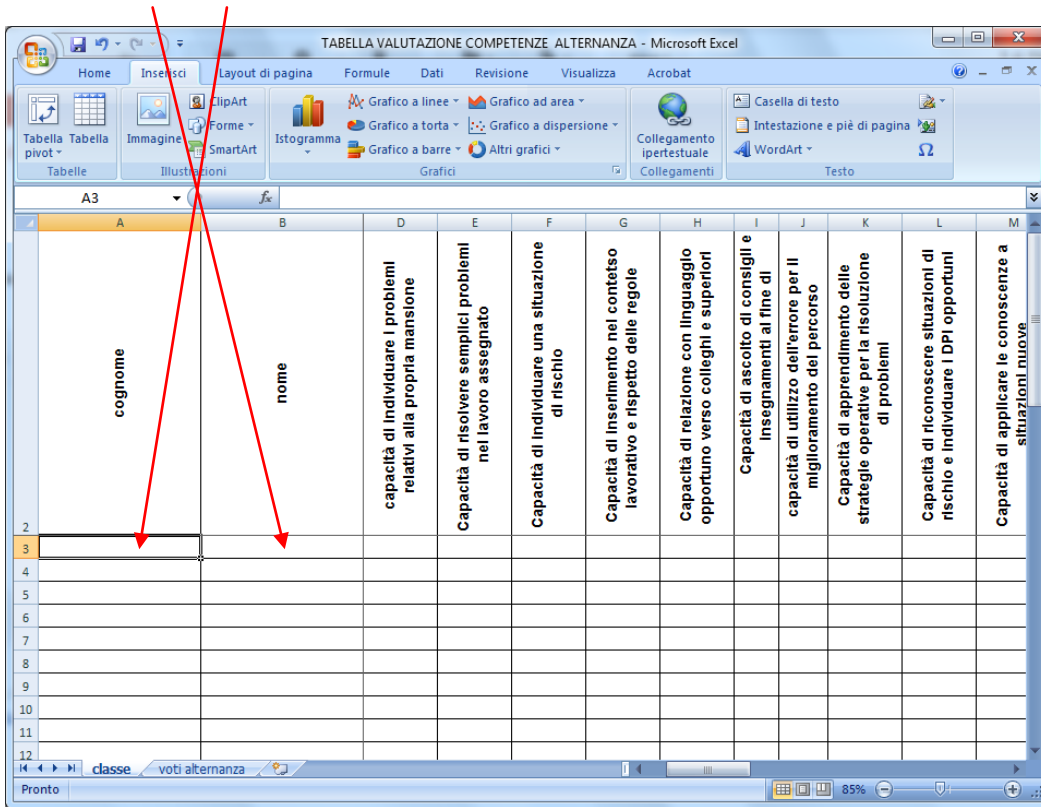 TABELLA VALUTAZIONE COMPETENZE ALTERNANZA - Microsoft Excel
Home Inserisci Layout di pagina Formule Dati Revisione Visualizza Acrobat
Tabella pivot
Tabella
Immagine
ClipArt
Forme
SmartArt
Istogramma
Grafico a linee
Grafico a torta
Grafico a barre
Grafico ad area
Grafico a dispersione
Altri grafici
Collegamento
ipertestuale
Casella di testo
Intestazione e piè di pagina
WordArt
Ω
Tabelle Illustrazioni Grafici Collegamenti Testo
A3 fx
A B D E F G H I J K L M
cognome
nome
capacità di individuare i problemi
relativi alla propria mansione
Capacità di risolvere semplici problemi
nel lavoro assegnato
Capacità di individuare una situazione
di rischio
Capacità di inserimento nel contetso
lavorativo e rispetto delle regole
Capacità di relazione con linguaggio
opportuno verso colleghi e superiori
Capacità di ascolto di consigli e
insegnamenti al fine di
capacità di utilizzo dell'errore per il
miglioramento del percorso
Capacità di apprendimento delle
strategie operative per la risoluzione
di problemi
Capacità di riconoscere situazioni di
rischio e individuare i DPI opportuni
Capacità di applicare le conoscenze a
situazioni nuove
2
3
4
5
6
7
8
9
10
11
12
classe voti alternanza
Pronto 85%